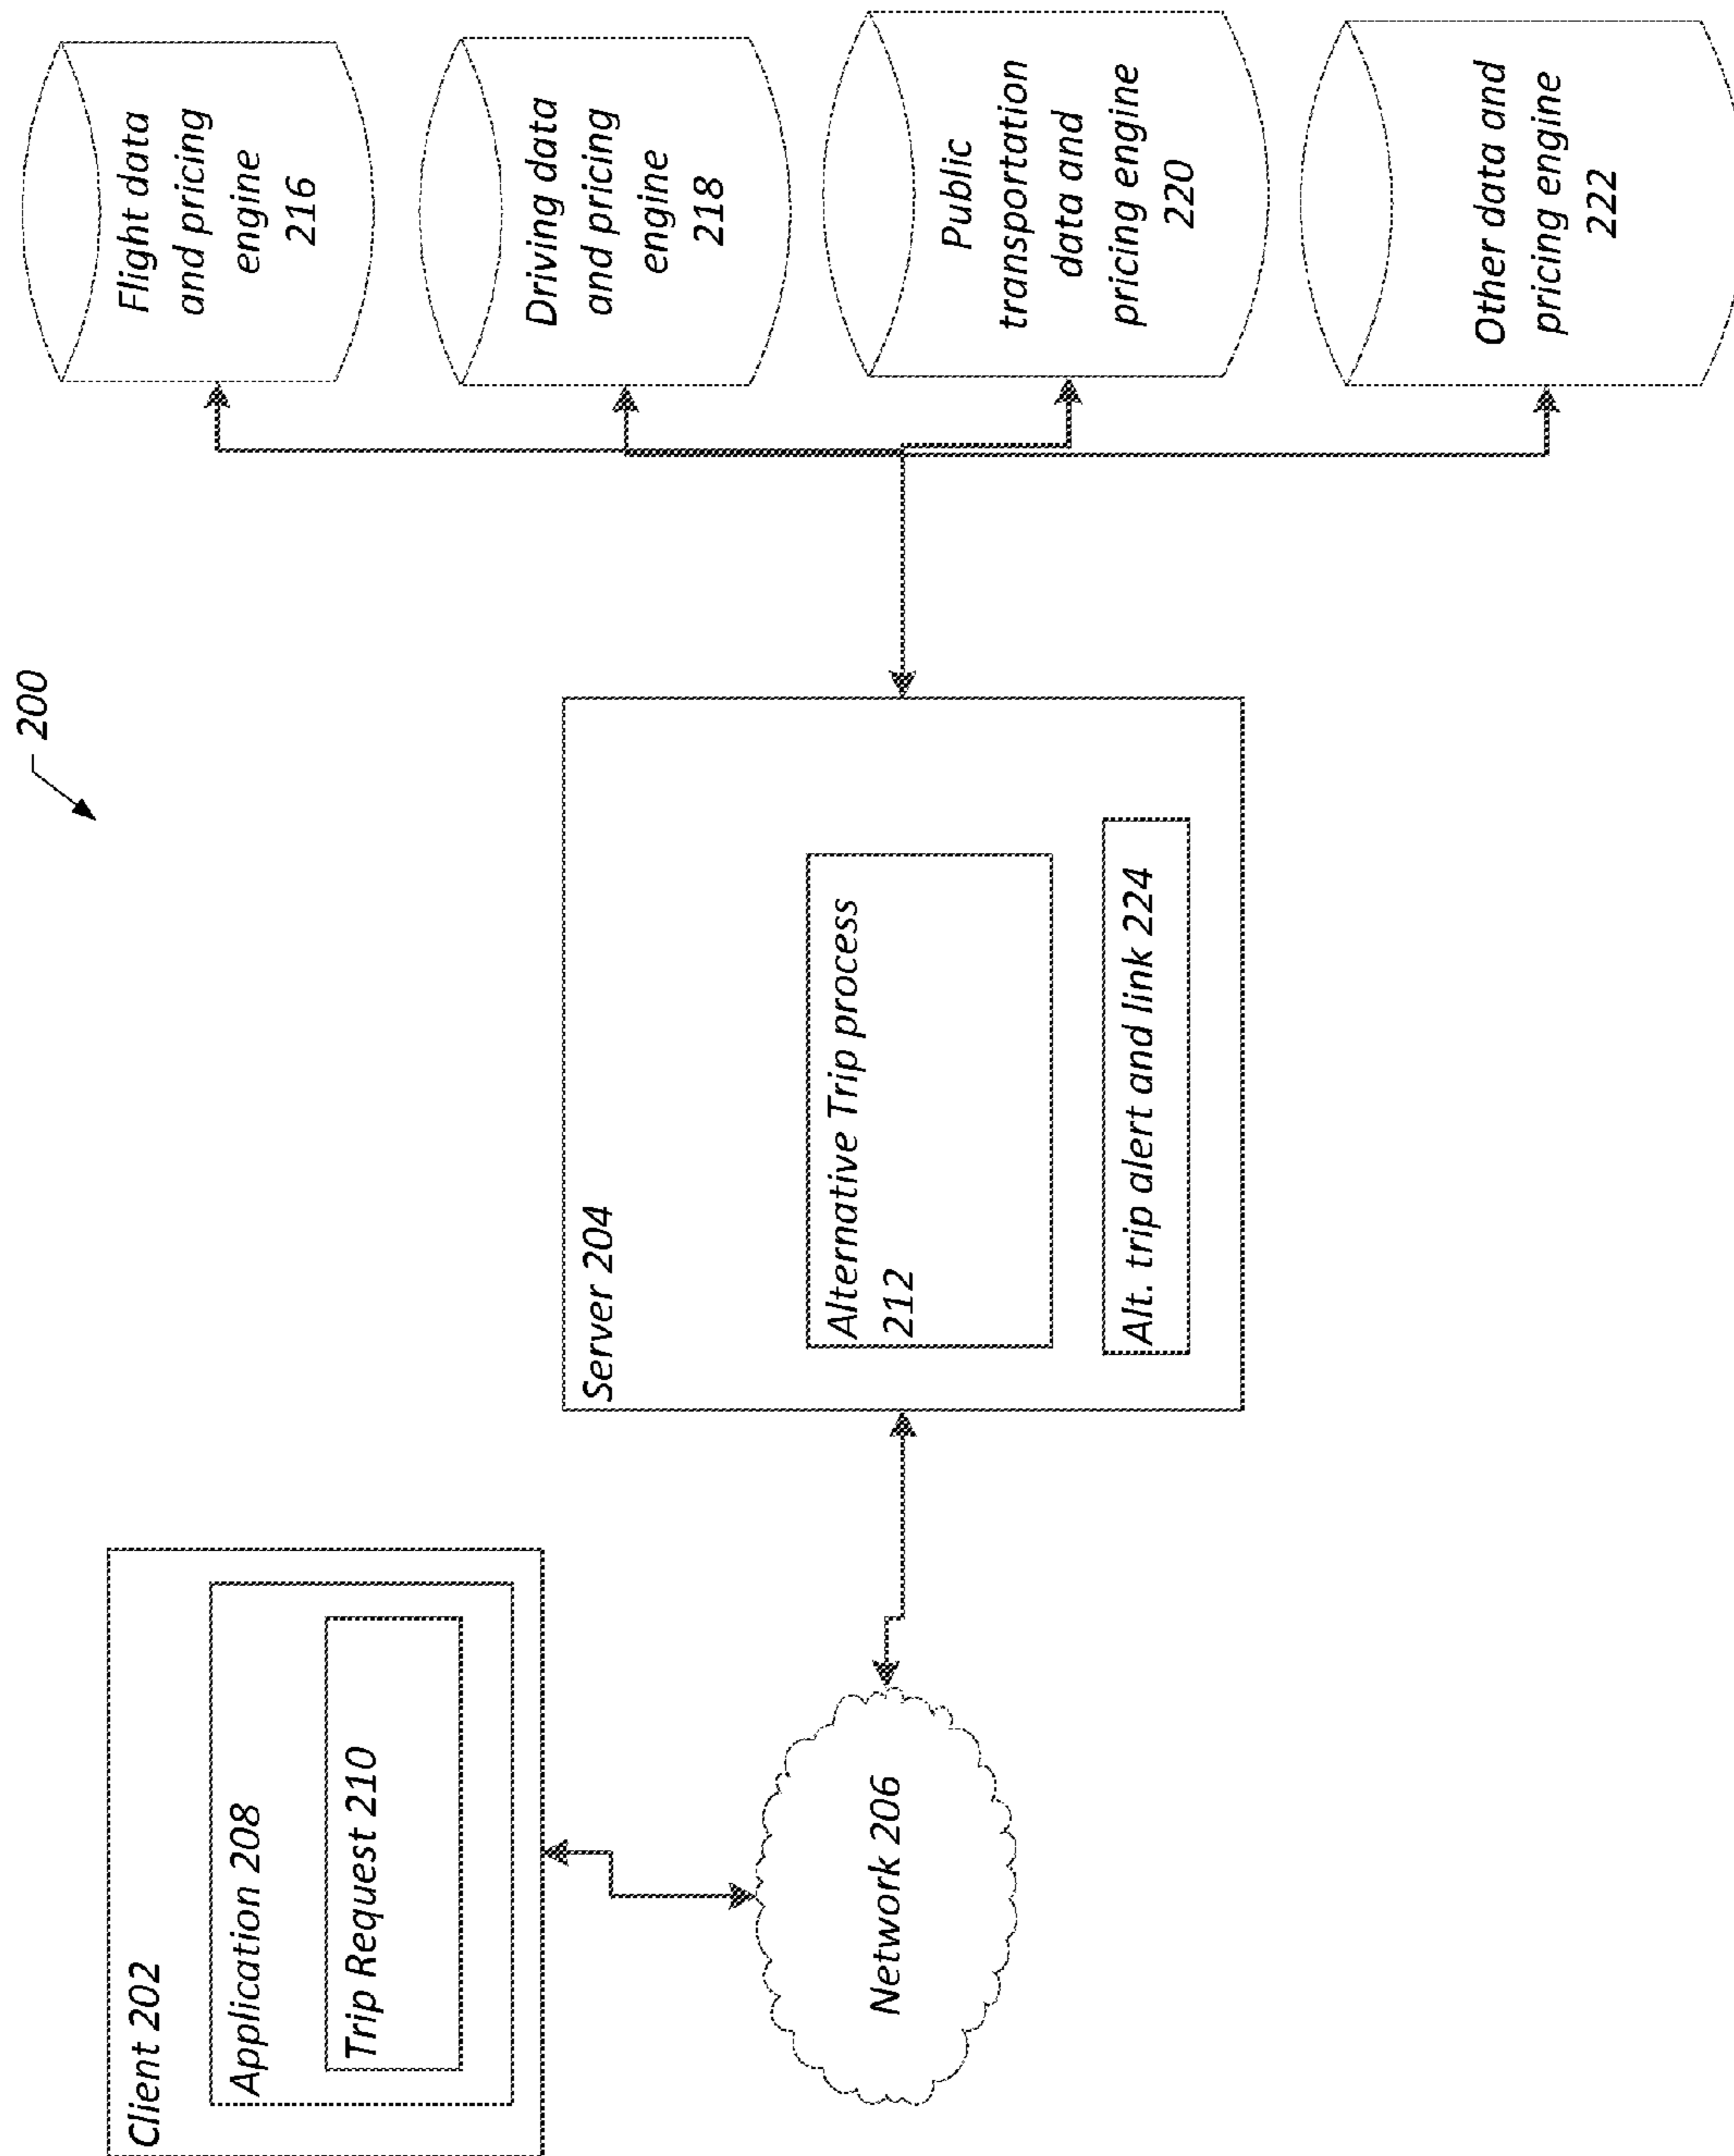 200
Client 202
Application 208
Trip Request 210
Network 206
Server 204
Alternative Trip process
212
Alt. trip alert and link 224
Flight data
and pricing
engine
216
Driving data
and pricing
engine
218
Public
transportation
data and
pricing engine
220
Other data and
pricing engine
222